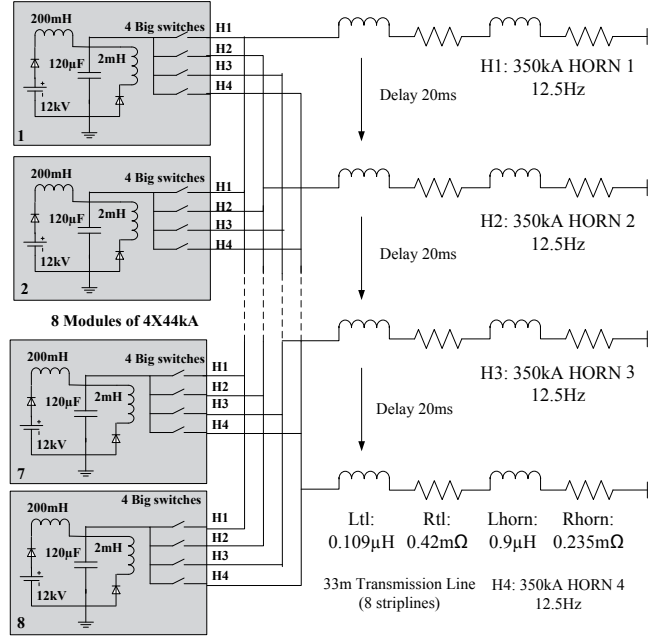 200mH
4 Big switches
H1
H2
H3
H4
120µF
2mH
+
12kV
1
H1: 350kA HORN 1
12.5Hz
Delay 20ms
200mH
4 Big switches
H1
H2
H3
H4
120µF
2mH
+
12kV
2
H2: 350kA HORN 2
12.5Hz
Delay 20ms
8 Modules of 4X44kA
200mH
4 Big switches
H1
H2
H3
H4
120µF
2mH
+
12kV
7
H3: 350kA HORN 3
12.5Hz
Delay 20ms
200mH
4 Big switches
H1
H2
H3
H4
120µF
2mH
+
12kV
8
Ltl: Rtl: Lhorn: Rhorn:
0.109µH 0.42mΩ 0.9µH 0.235mΩ
33m Transmission Line
(8 striplines)
H4: 350kA HORN 4
12.5Hz